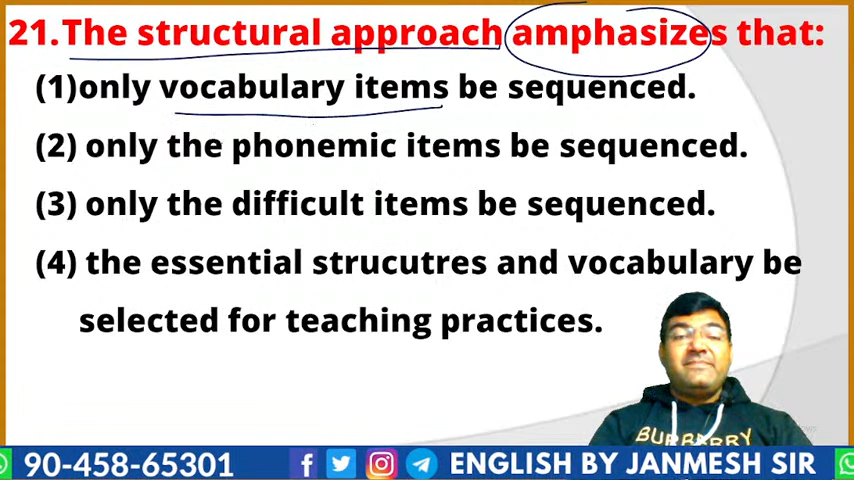 21.The structural approach amphasizes that:
(1)only vocabulary items be sequenced.
(2) only the phonemic items be sequenced.
(3) only the difficult items be sequenced.
(4) the essential strucutres and vocabulary be
selected for teaching practices.
BURBERRY
90-458-65301 ENGLISH BY JANMESH SIR